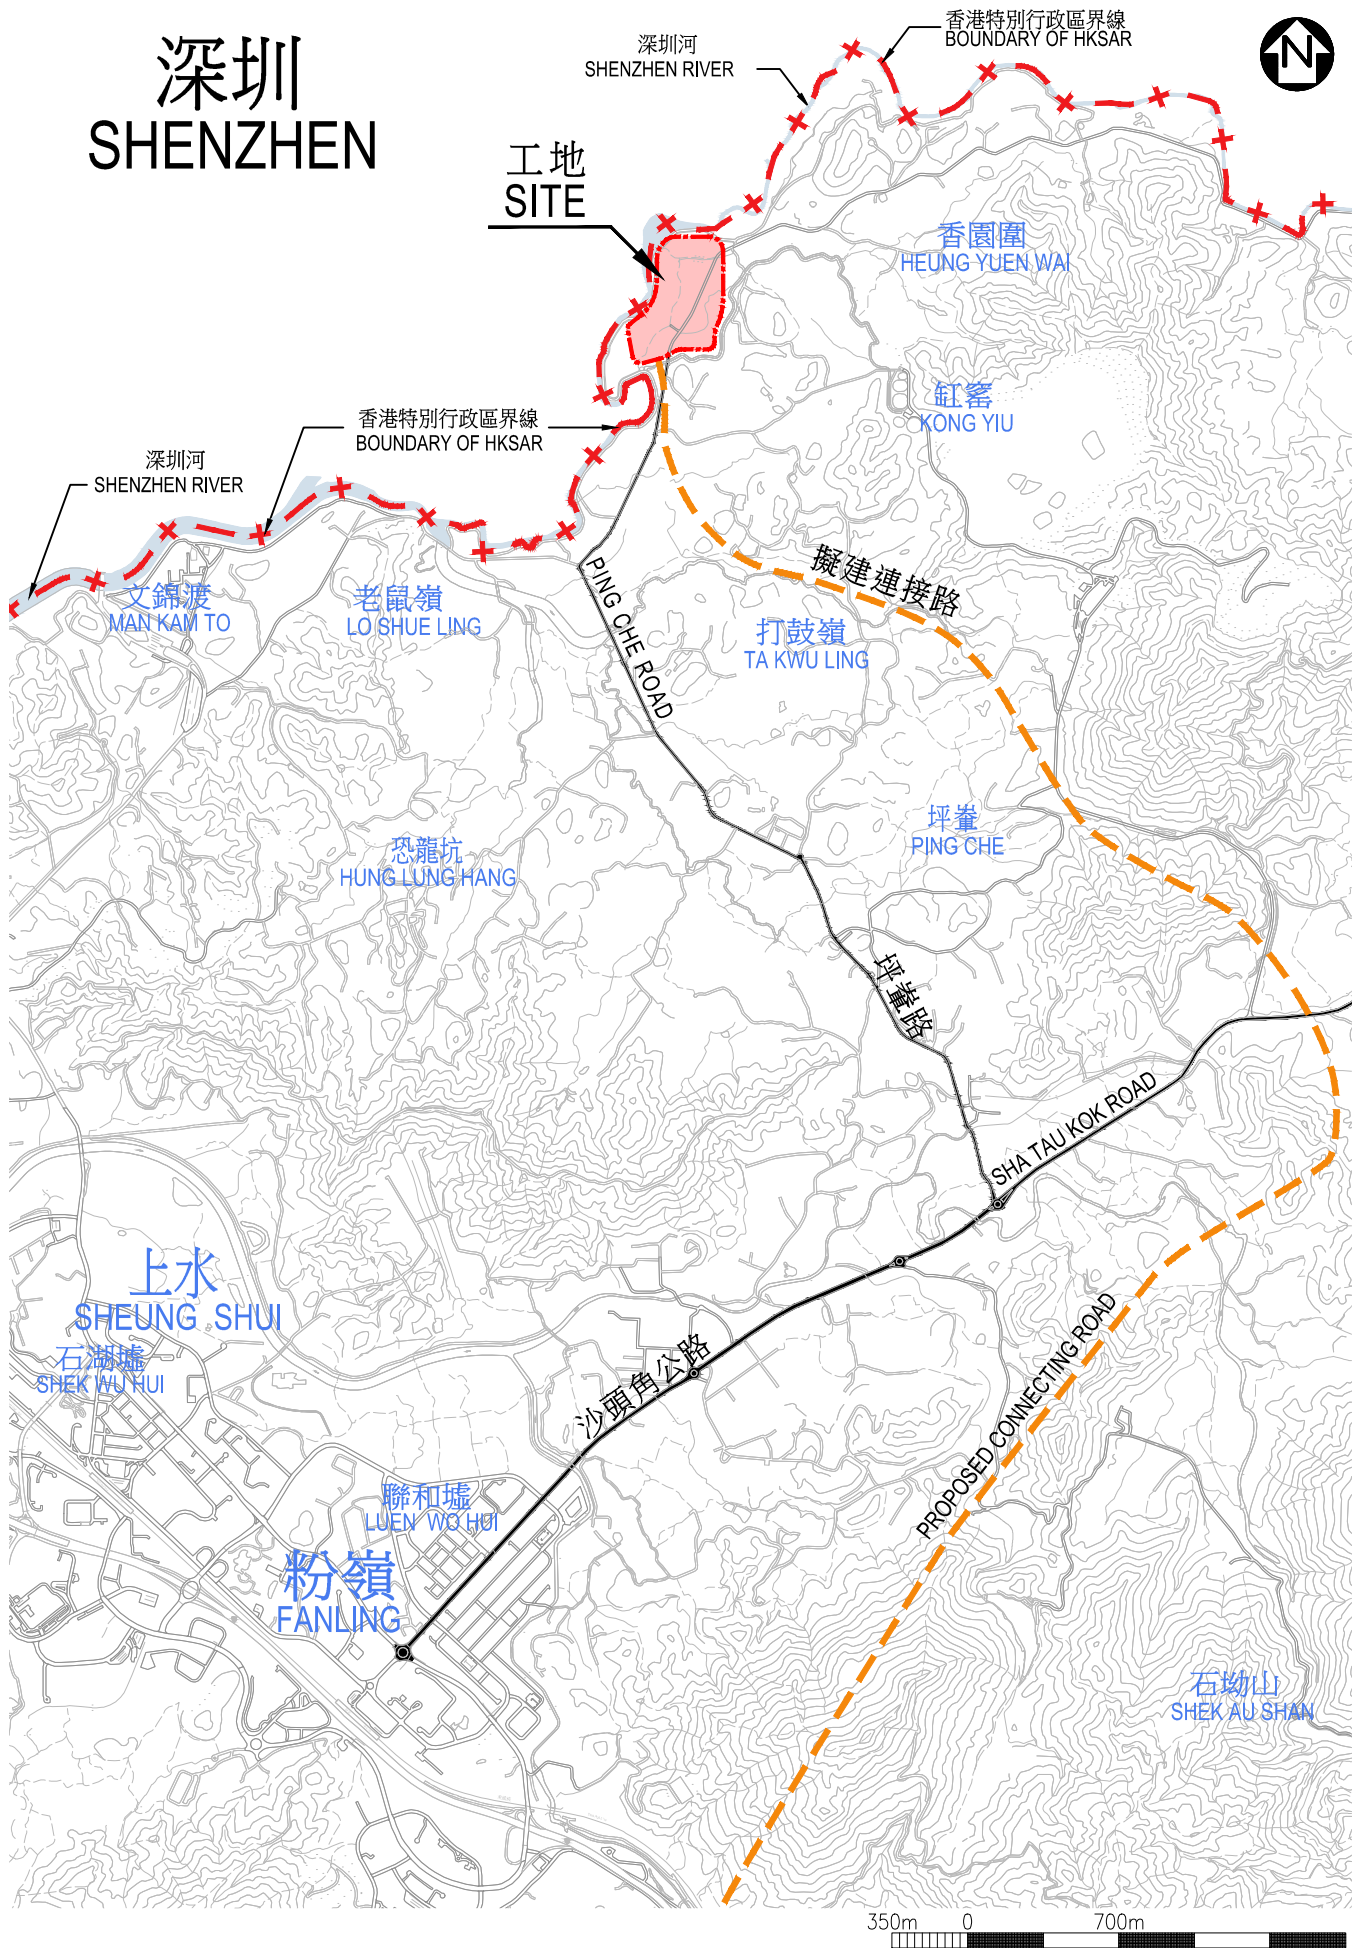 深圳
SHENZHEN
深圳河
SHENZHEN RIVER
香港特別行政區界線
BOUNDARY OF HKSAR
N
工地
SITE
香園圍
HEUNG YUEN WAI
缸窰
KONG YIU
香港特別行政區界線
BOUNDARY OF HKSAR
深圳河
SHENZHEN RIVER
文錦渡
MAN KAM TO
老鼠嶺
LO SHUE LING
PING CHE ROAD
擬建連接路
打鼓嶺
TA KWU LING
坪輋
PING CHE
恐龍坑
HUNG LUNG HANG
坪輋路
SHA TAU KOK ROAD
上水
SHEUNG SHUI
石湖墟
SHEK WU HUI
沙頭角公路
PROPOSED CONNECTING ROAD
聯和墟
LUEN WO HUI
粉嶺
FANLING
石坳山
SHEK AU SHAN
350m 0 700m